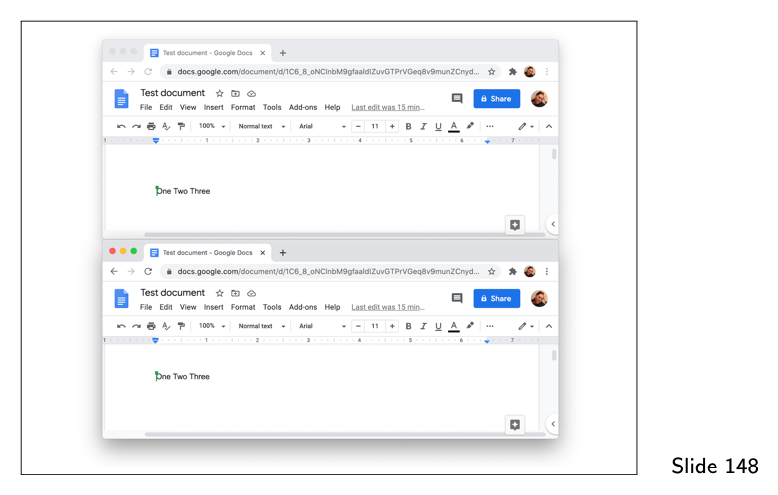 Test document - Google Docs
docs.google.com/document/d/1C6_8_oNClnbM9gfaaldIZuvGTPrVGeq8v9munZCnyd...
Test document
File Edit View Insert Format Tools Add-ons Help Last edit was 15 min...
Share
100% Normal text Arial 11 B I U A
1 1 2 3 4 5 6 7
One Two Three
Test document - Google Docs
docs.google.com/document/d/1C6_8_oNClnbM9gfaaldIZuvGTPrVGeq8v9munZCnyd...
Test document
File Edit View Insert Format Tools Add-ons Help Last edit was 15 min...
Share
100% Normal text Arial 11 B I U A
1 1 2 3 4 5 6 7
One Two Three
Slide 148